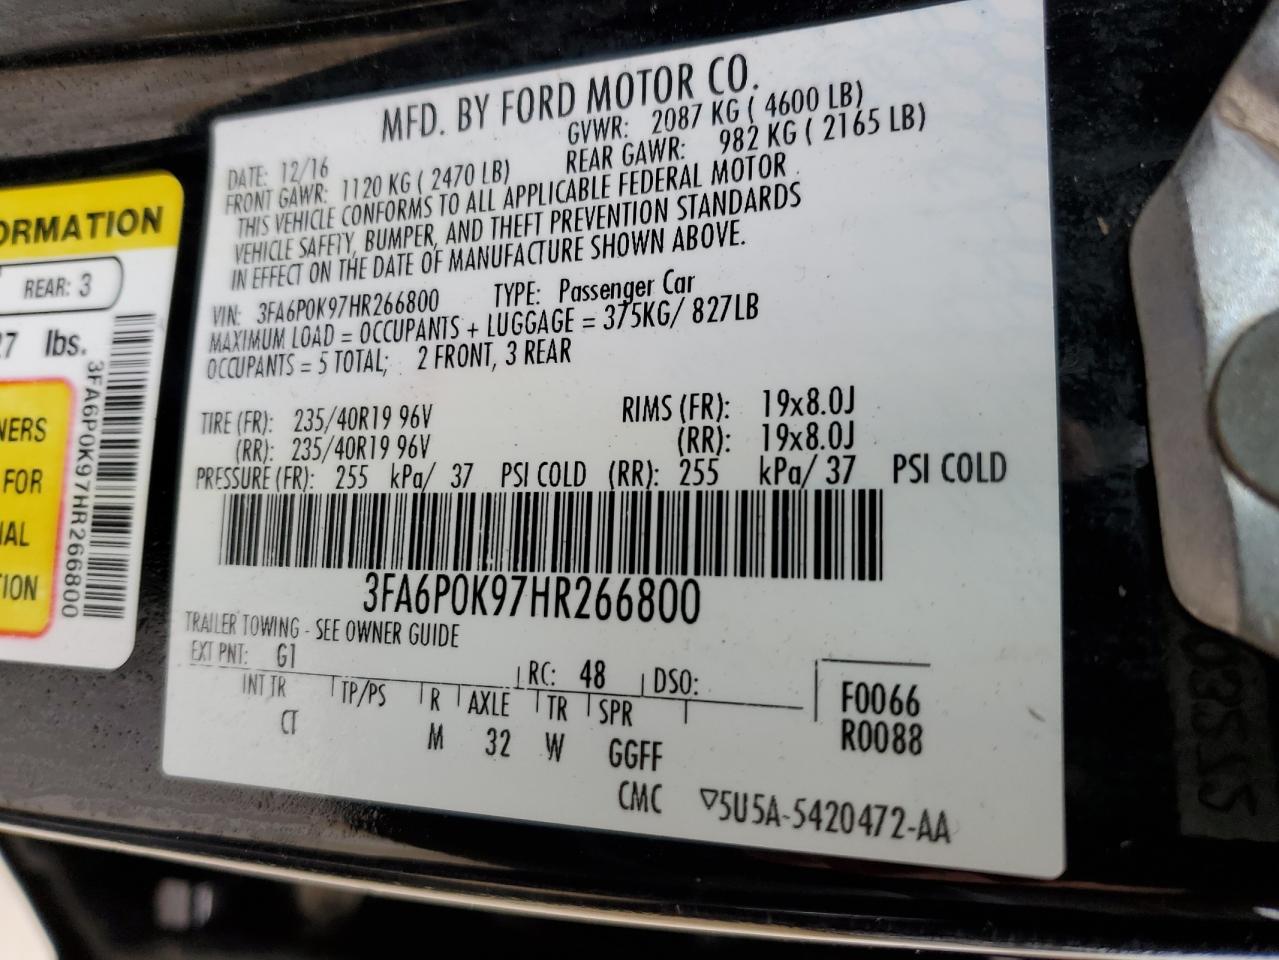 MFD. BY FORD MOTOR CO.
DATE: 12/16 GVWR: 2087 KG ( 4600 LB)
FRONT GAWR: 1120 KG ( 2470 LB) REAR GAWR: 982 KG ( 2165 LB)
THIS VEHICLE CONFORMS TO ALL APPLICABLE FEDERAL MOTOR
VEHICLE SAFETY, BUMPER, AND THEFT PREVENTION STANDARDS
IN EFFECT ON THE DATE OF MANUFACTURE SHOWN ABOVE.
VIN: 3FA6P0K97HR266800 TYPE: Passenger Car
MAXIMUM LOAD = OCCUPANTS + LUGGAGE = 375KG/ 827LB
OCCUPANTS = 5 TOTAL; 2 FRONT, 3 REAR
TIRE (FR): 235/40R19 96V RIMS (FR): 19x8.0J
(RR): 235/40R19 96V (RR): 19x8.0J
PRESSURE (FR): 255 kPa/ 37 PSI COLD (RR): 255 kPa/ 37 PSI COLD
3FA6P0K97HR266800
TRAILER TOWING - SEE OWNER GUIDE
EXT PNT: G1 RC: 48 DSO:
INT TR TP/PS R AXLE TR SPR
CT M 32 W GGFF
F0066
R0088
CMC ▽5U5A-5420472-AA
ORMATION
REAR: 3
27 lbs.
3FA6P0K97HR266800
NERS
FOR
IAL
TION